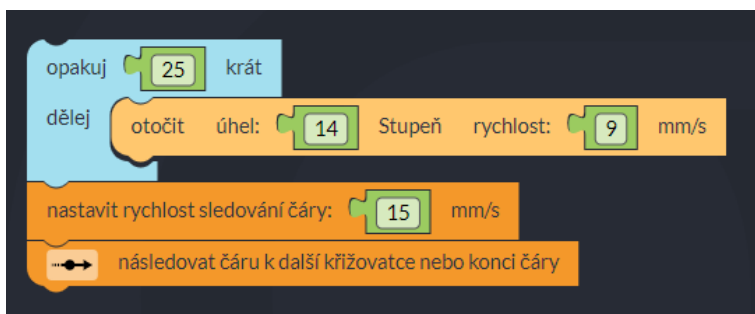 opakuj 25 krát
dělej otočit úhel: 14 Stupeň rychlost: 9 mm/s
nastavit rychlost sledování čáry: 15 mm/s
následovat čáru k další křižovatce nebo konci čáry